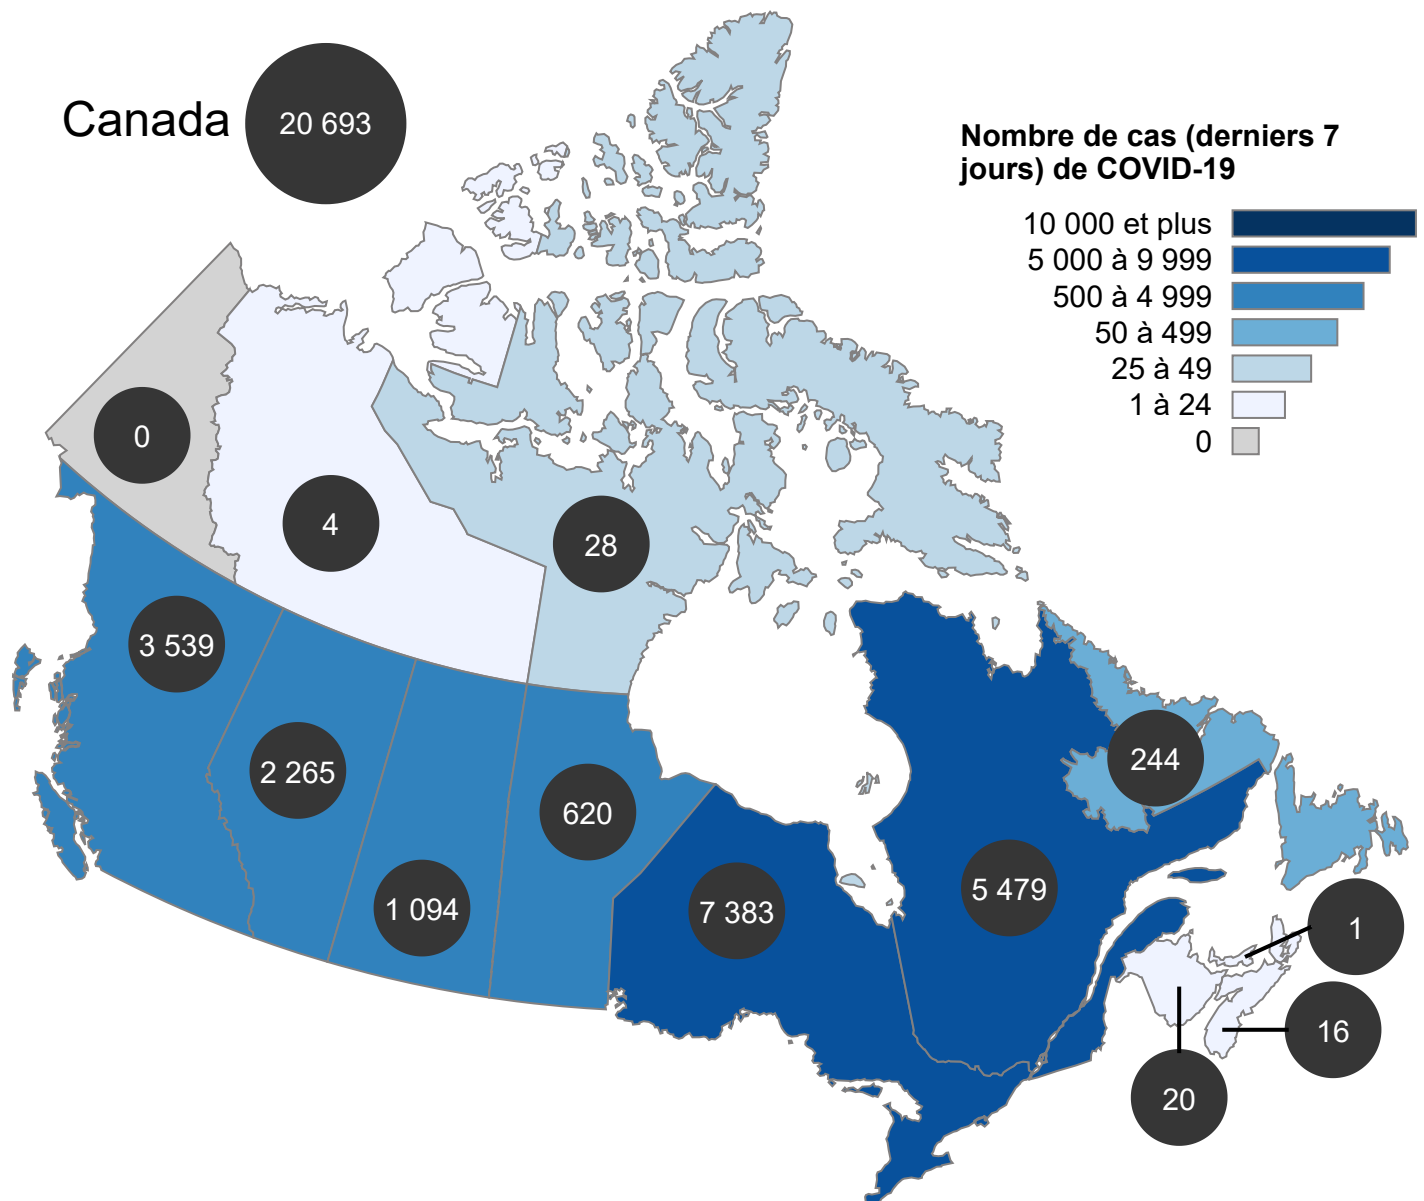 Canada
20 693
Nombre de cas (derniers 7
jours) de COVID-19
10 000 et plus
5 000 à 9 999
500 à 4 999
50 à 499
25 à 49
1 à 24
0
0
4
28
3 539
2 265
1 094
620
7 383
5 479
244
1
16
20